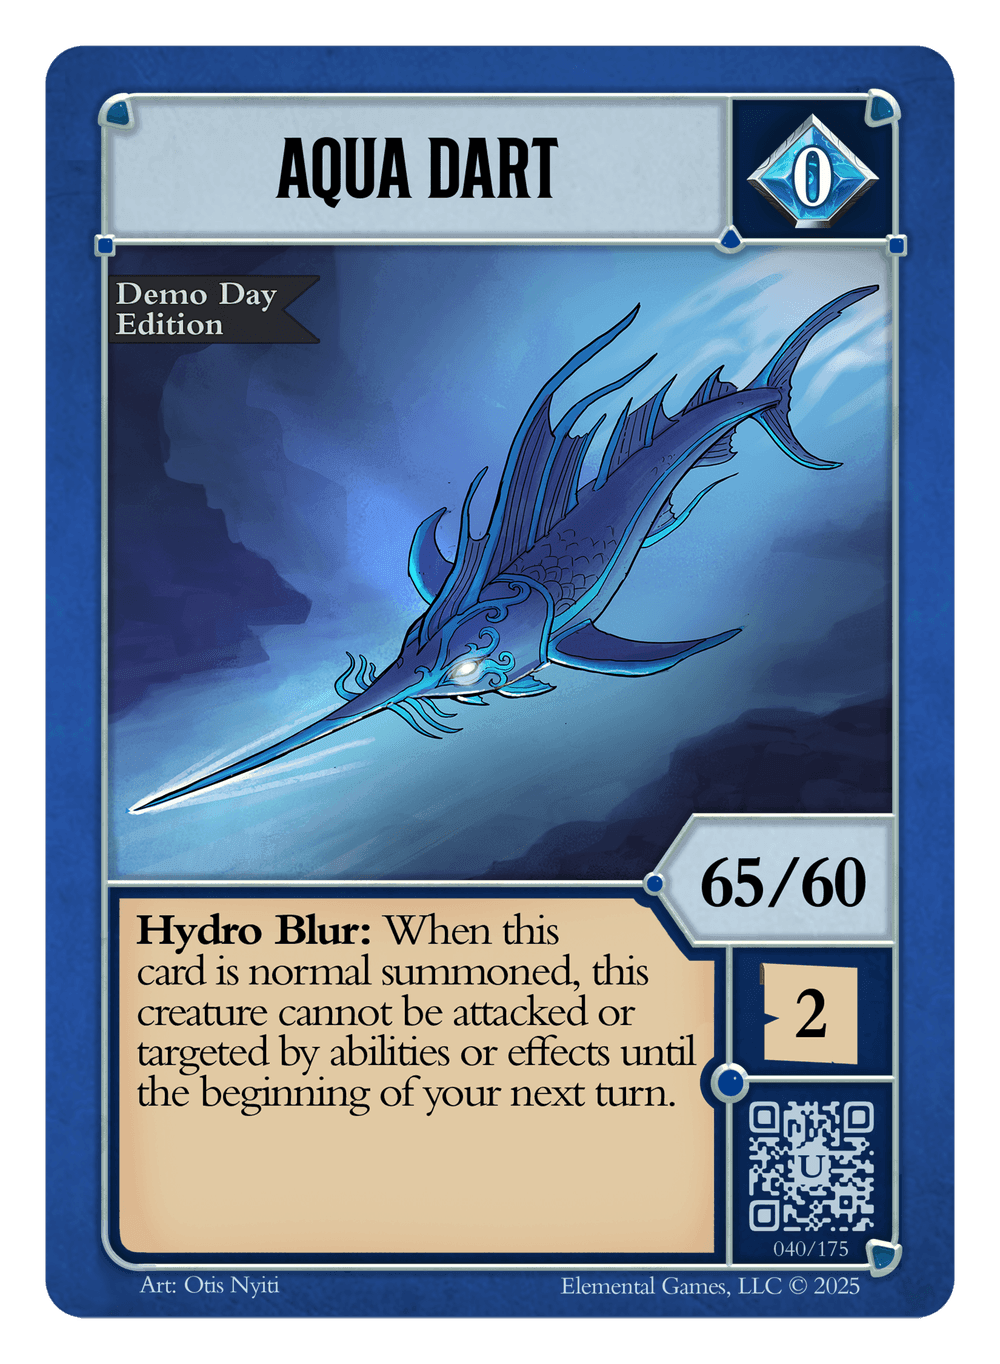 AQUA DART
0
Demo Day
Edition
65/60
Hydro Blur: When this
card is normal summoned, this
creature cannot be attacked or
targeted by abilities or effects until
the beginning of your next turn.
2
U
040/175
Art: Otis Nyiti
Elemental Games, LLC © 2025